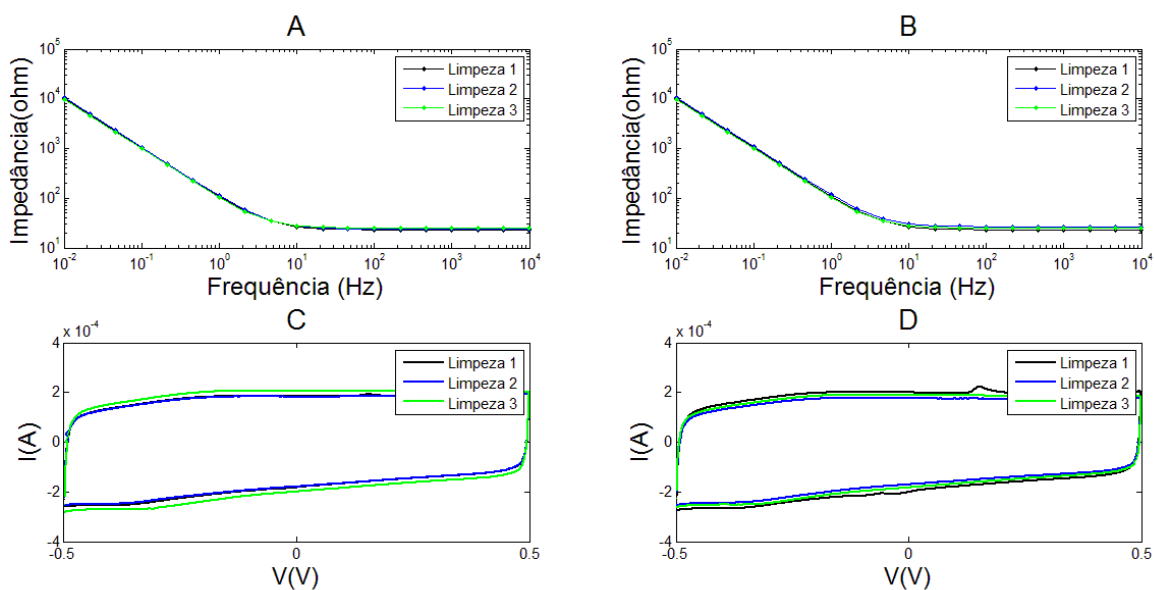 A
Impedância(ohm)
10^5
10^4
10^3
10^2
10^1
Limpeza 1
Limpeza 2
Limpeza 3
10^-2 10^-1 10^0 10^1 10^2 10^3 10^4
Frequência (Hz)
B
Impedância(ohm)
10^5
10^4
10^3
10^2
10^1
Limpeza 1
Limpeza 2
Limpeza 3
10^-2 10^-1 10^0 10^1 10^2 10^3 10^4
Frequência (Hz)
C
x 10^-4
I(A)
4
2
0
-2
-4
Limpeza 1
Limpeza 2
Limpeza 3
-0.5 0 0.5
V(V)
D
x 10^-4
I(A)
4
2
0
-2
-4
Limpeza 1
Limpeza 2
Limpeza 3
-0.5 0 0.5
V(V)